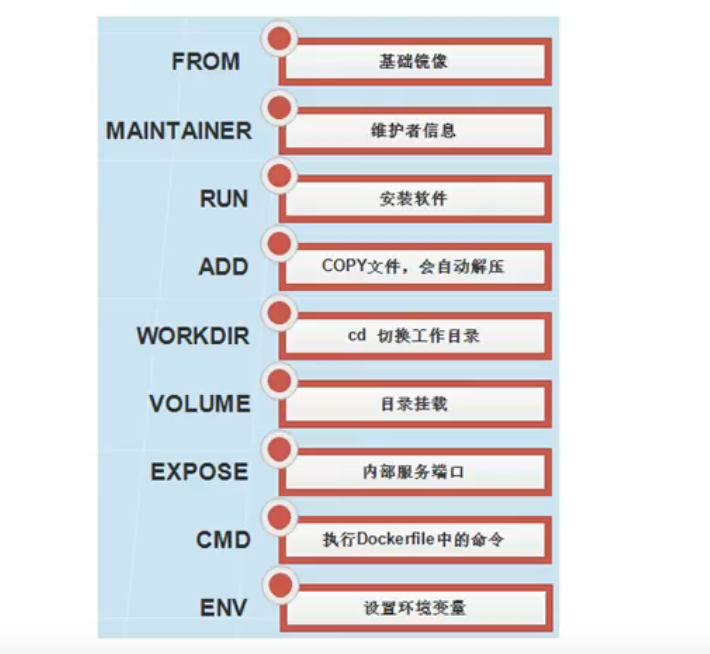 FROM 基础镜像
MAINTAINER 维护者信息
RUN 安装软件
ADD COPY文件，会自动解压
WORKDIR cd 切换工作目录
VOLUME 目录挂载
EXPOSE 内部服务端口
CMD 执行Dockerfile中的命令
ENV 设置环境变量